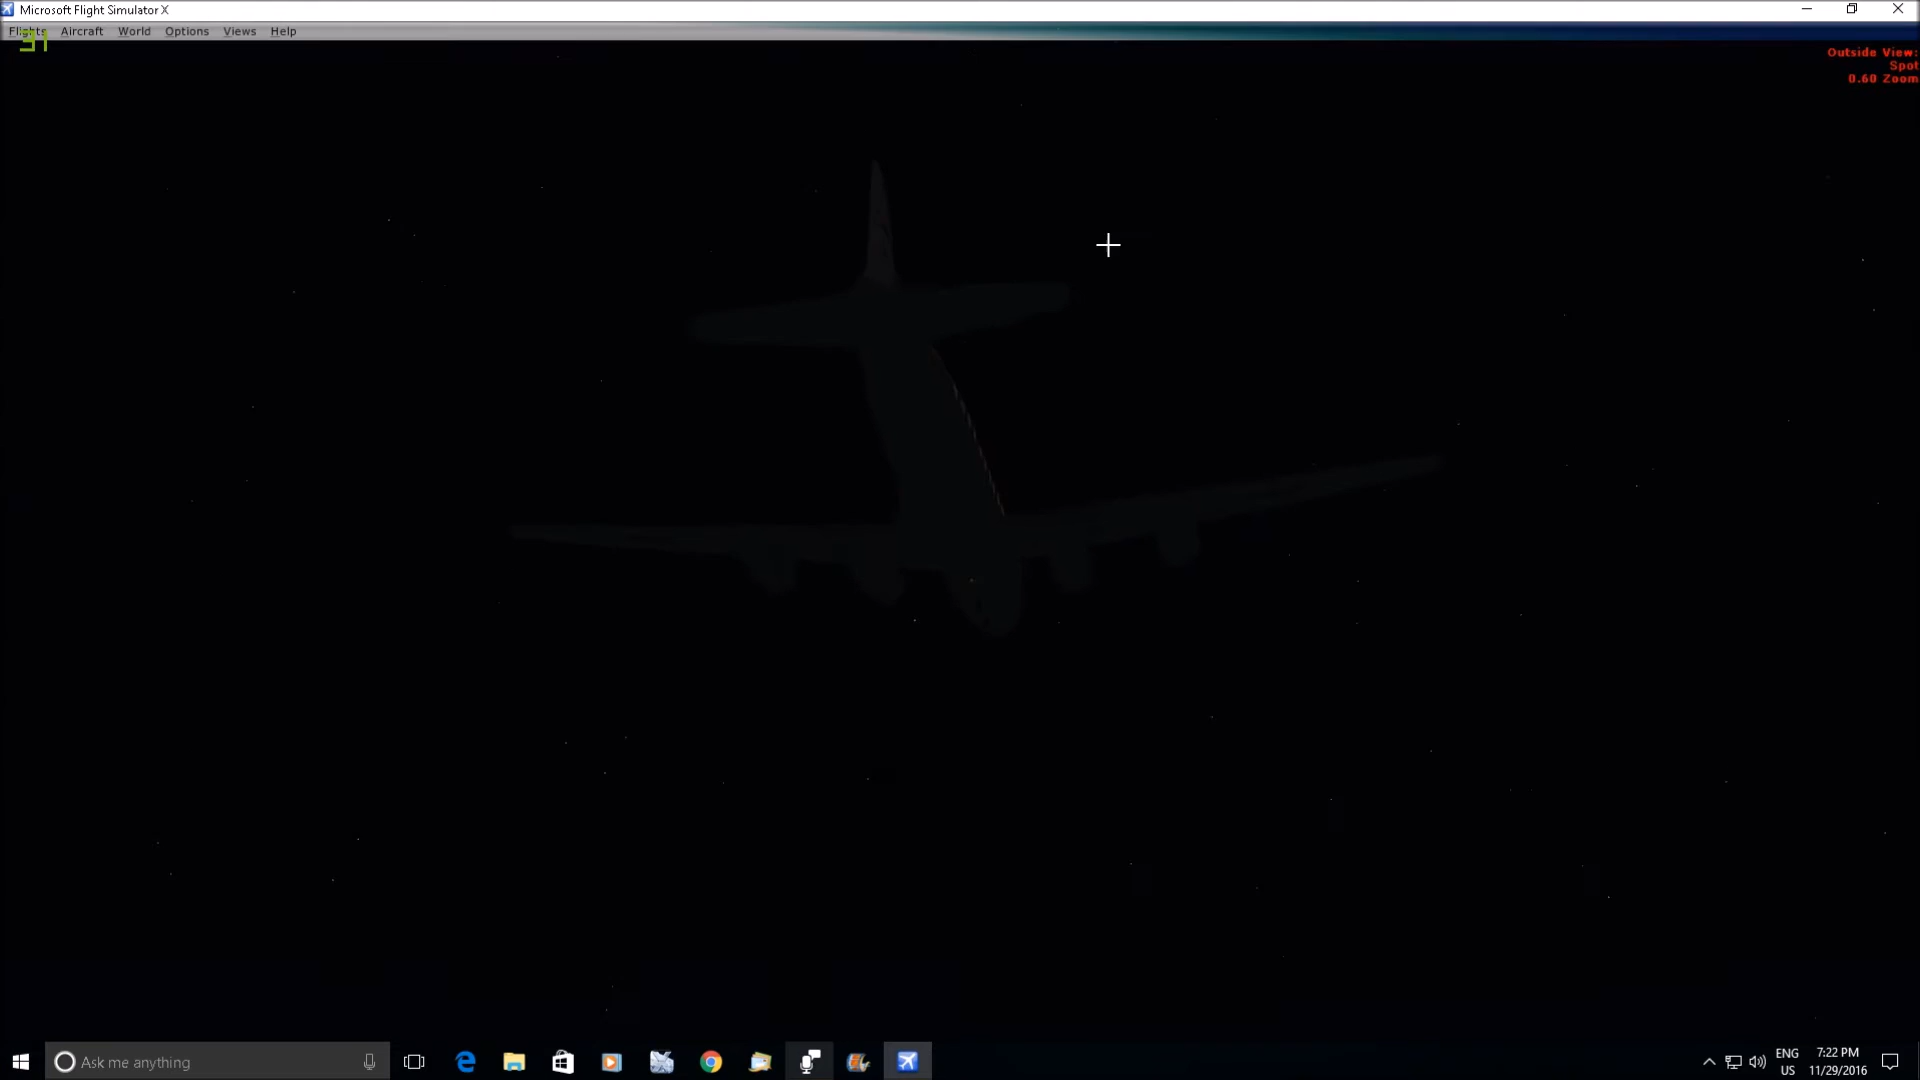 Microsoft Flight Simulator X
Flights Aircraft World Options Views Help
31
Outside View:
Spot
0.60 Zoom
Ask me anything
ENG
US
7:22 PM
11/29/2016